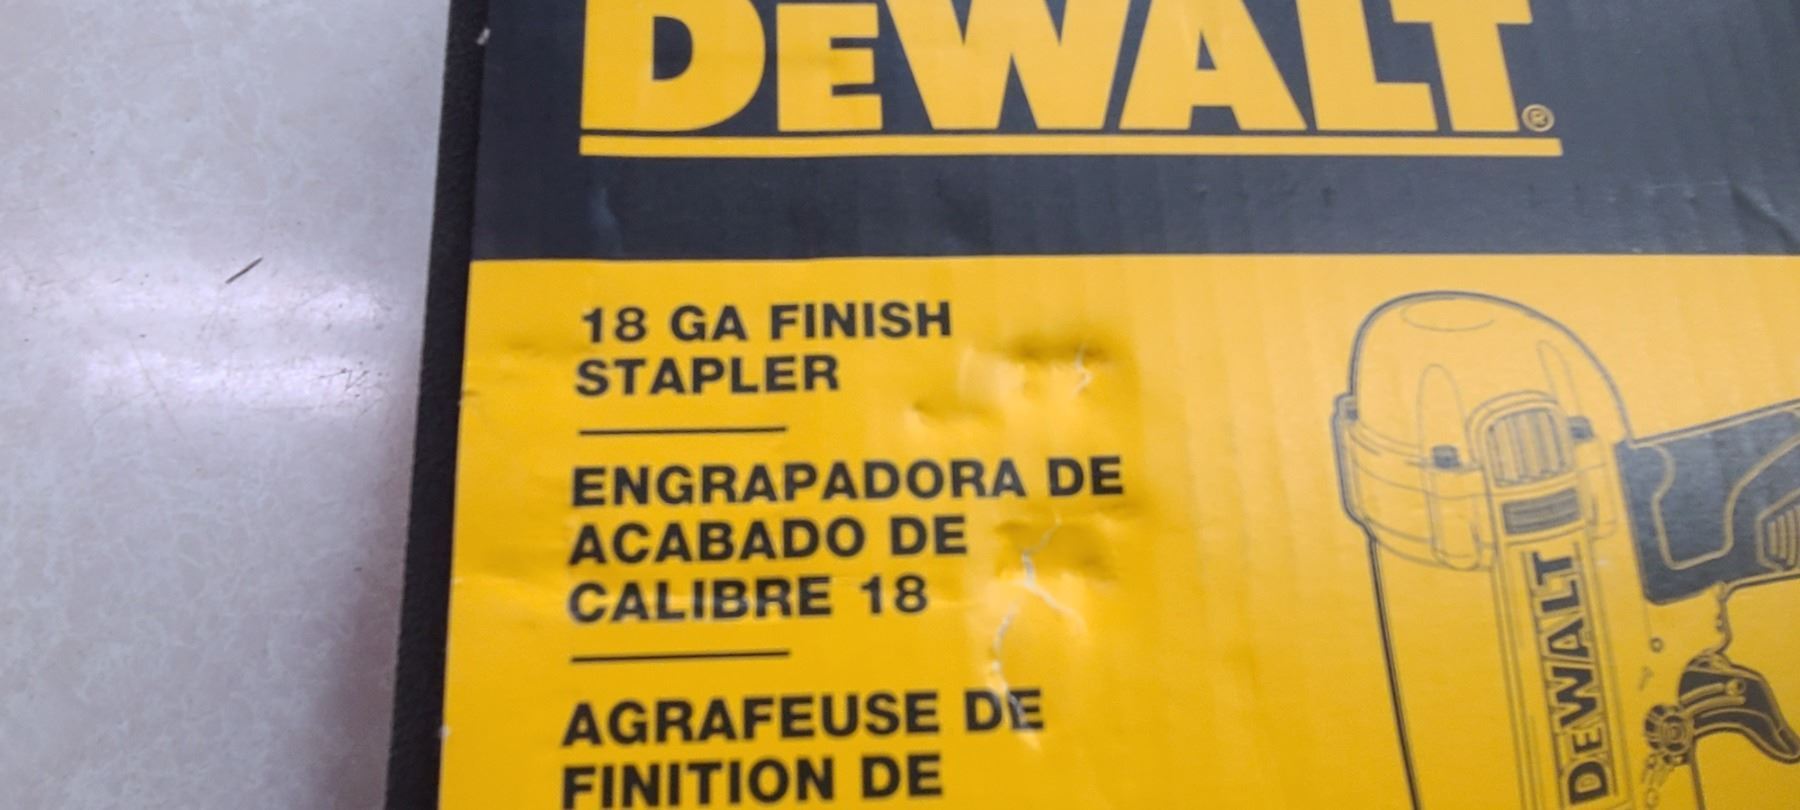 DEWALT®
18 GA FINISH
STAPLER
ENGRAPADORA DE
ACABADO DE
CALIBRE 18
AGRAFEUSE DE
FINITION DE
DEWALT